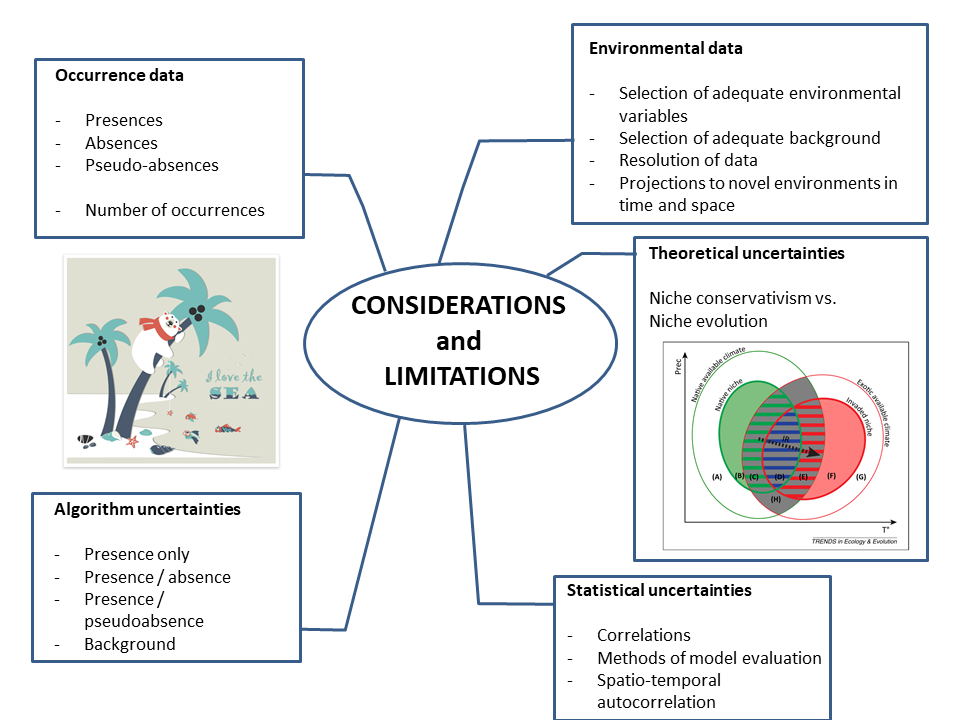 Occurrence data
- Presences
- Absences
- Pseudo-absences
- Number of occurrences
Environmental data
- Selection of adequate environmental
variables
- Selection of adequate background
- Resolution of data
- Projections to novel environments in
time and space
CONSIDERATIONS
and
LIMITATIONS
I love the
SEA
Theoretical uncertainties
Niche conservativism vs.
Niche evolution
Prec
Native available climate
Native niche
Exotic available climate
Invaded niche
(A)
(B)
(C)
(D)
(E)
(F)
(G)
(H)
T°
TRENDS in Ecology & Evolution
Algorithm uncertainties
- Presence only
- Presence / absence
- Presence /
pseudoabsence
- Background
Statistical uncertainties
- Correlations
- Methods of model evaluation
- Spatio-temporal
autocorrelation